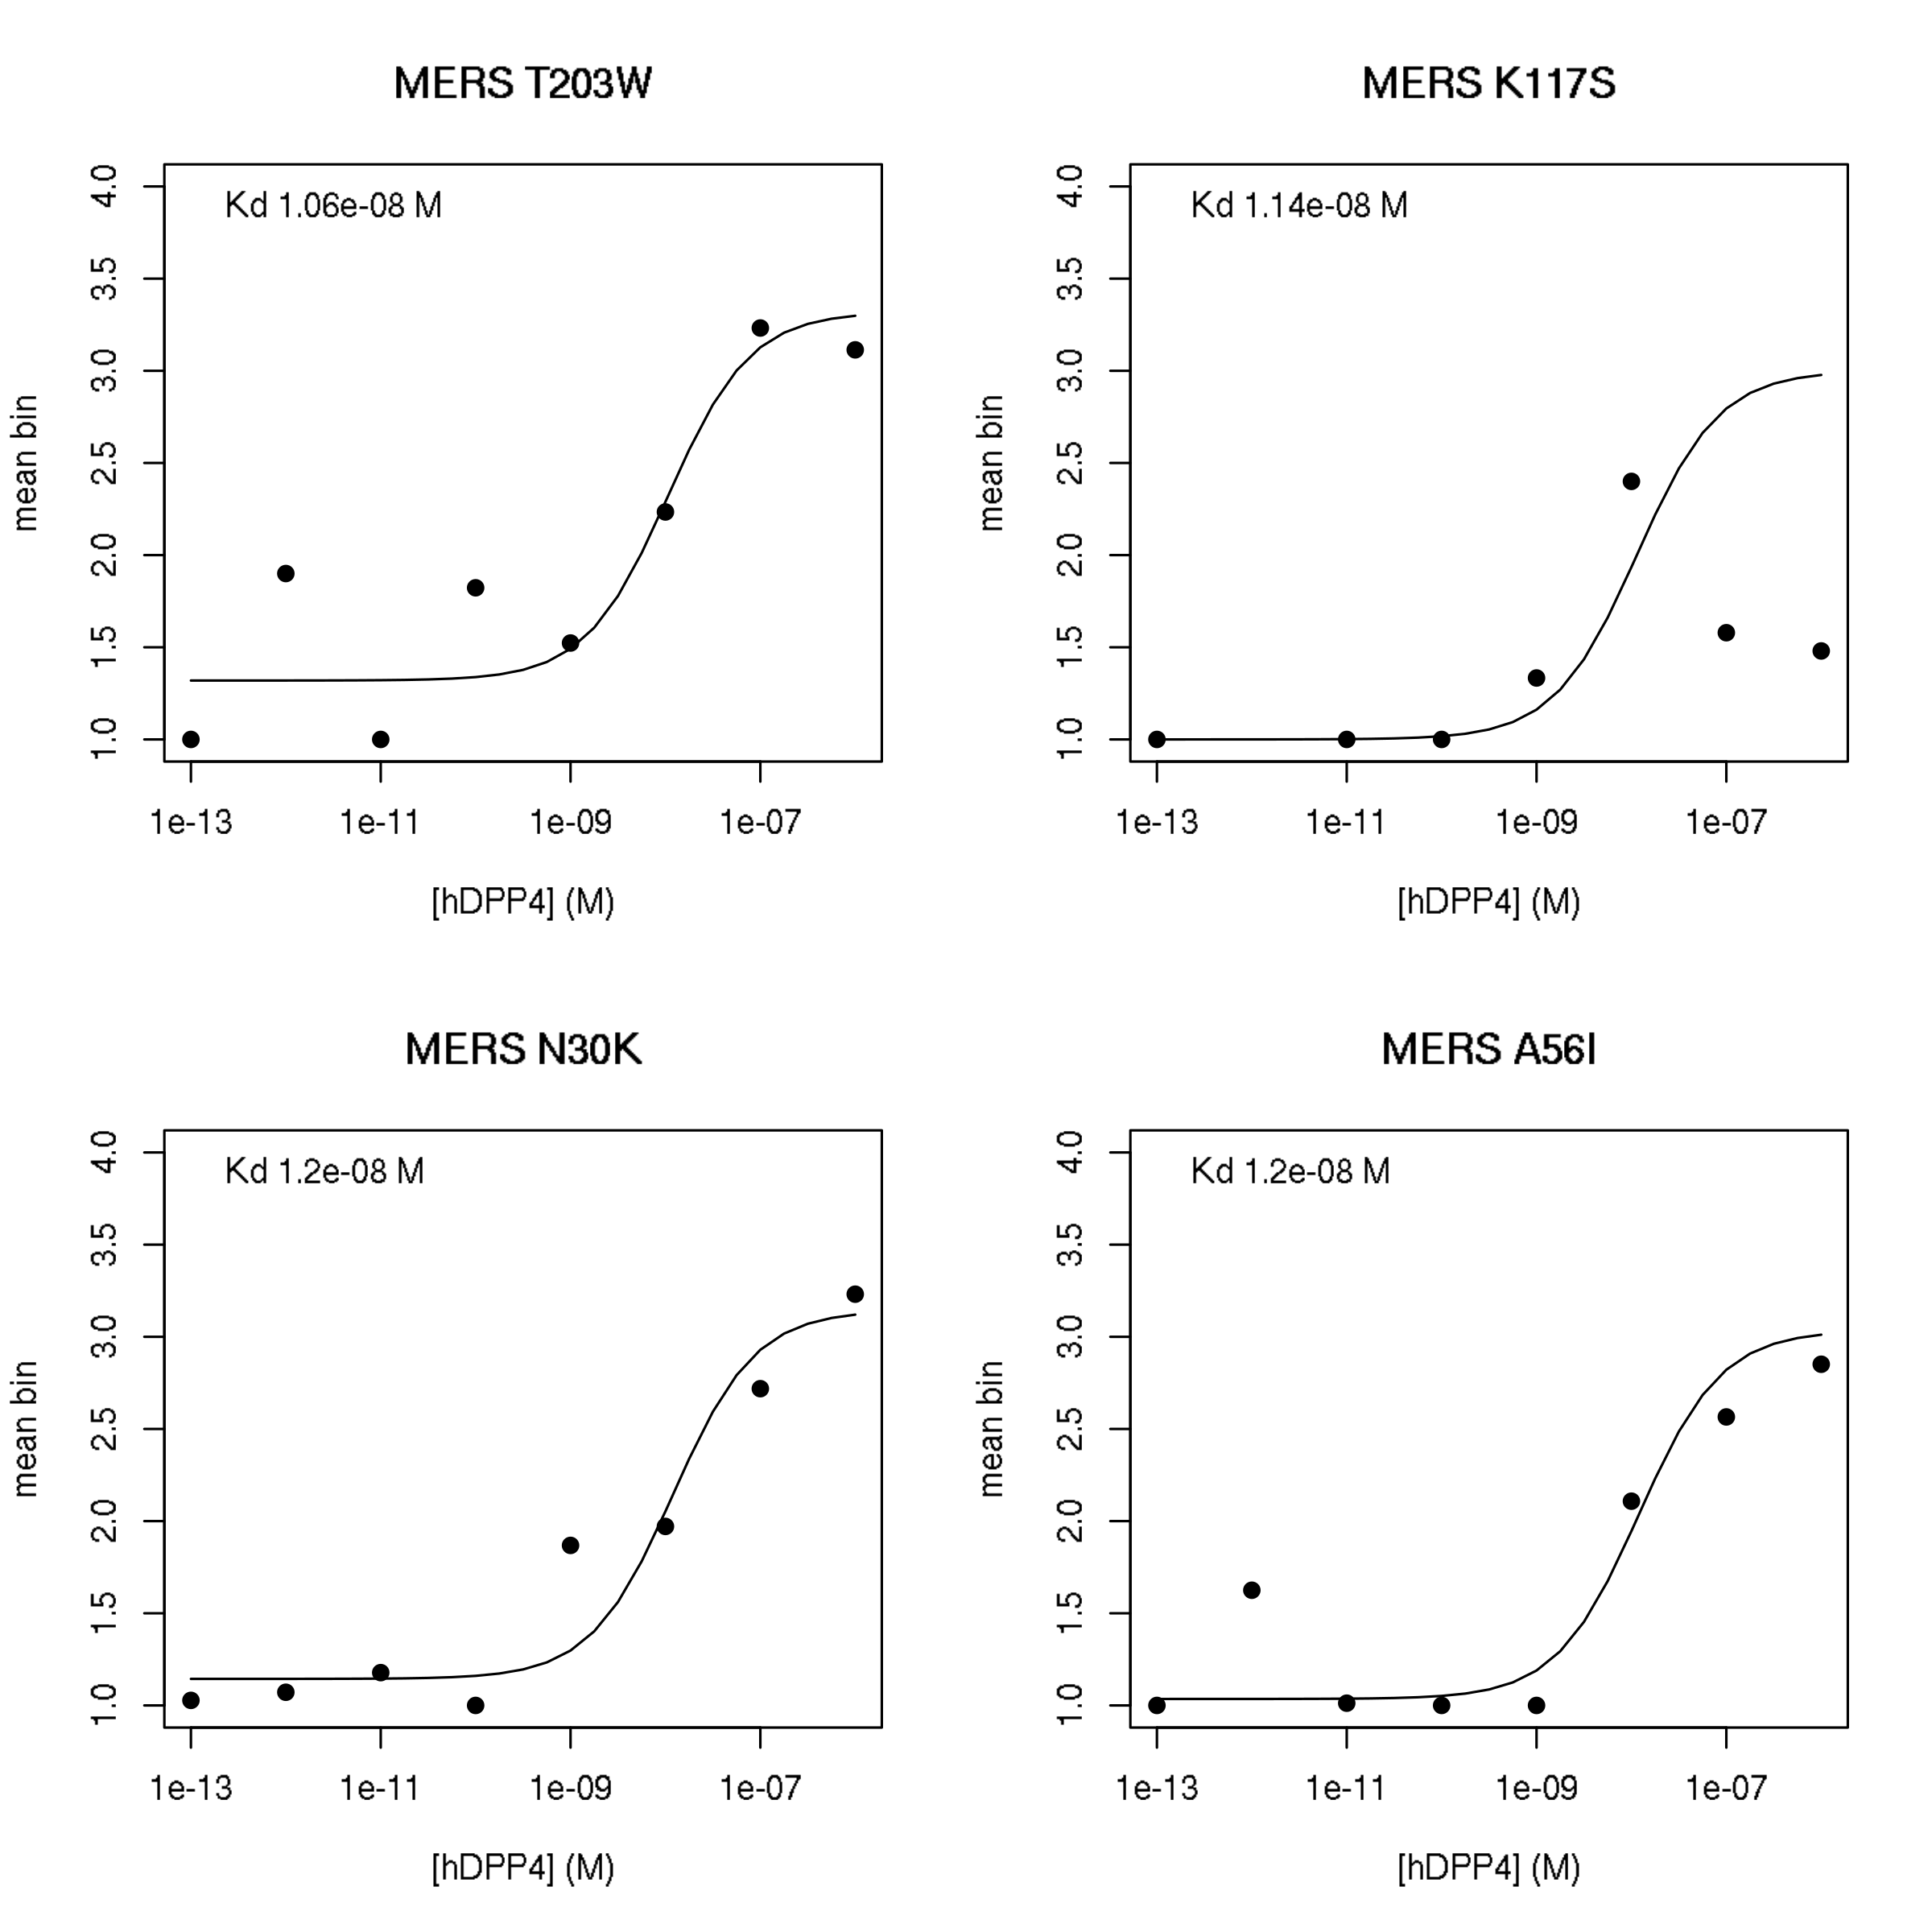 MERS T203W
Kd 1.06e-08 M
mean bin
4.0
3.5
3.0
2.5
2.0
1.5
1.0
1e-13 1e-11 1e-09 1e-07
[hDPP4] (M)
MERS K117S
Kd 1.14e-08 M
mean bin
4.0
3.5
3.0
2.5
2.0
1.5
1.0
1e-13 1e-11 1e-09 1e-07
[hDPP4] (M)
MERS N30K
Kd 1.2e-08 M
mean bin
4.0
3.5
3.0
2.5
2.0
1.5
1.0
1e-13 1e-11 1e-09 1e-07
[hDPP4] (M)
MERS A56I
Kd 1.2e-08 M
mean bin
4.0
3.5
3.0
2.5
2.0
1.5
1.0
1e-13 1e-11 1e-09 1e-07
[hDPP4] (M)